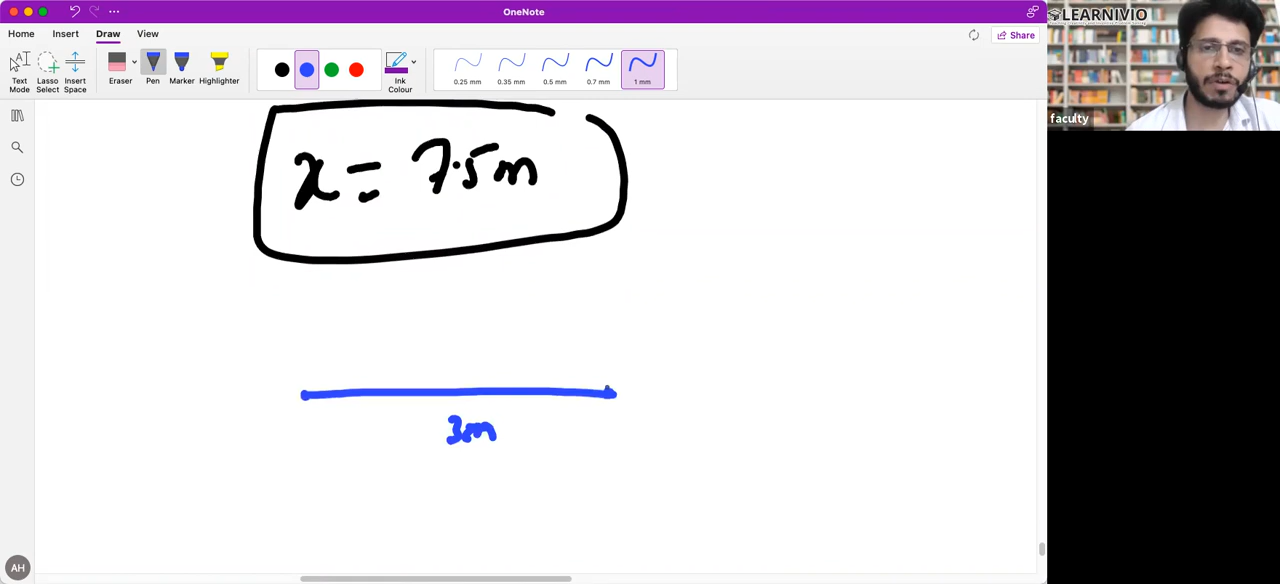 OneNote
Home Insert Draw View
Share
Text Mode
Lasso Select
Insert Space
Eraser
Pen
Marker
Highlighter
Ink Colour
0.25 mm 0.35 mm 0.5 mm 0.7 mm 1 mm
LEARNIVIO
faculty
x = 7.5m
3m
AH